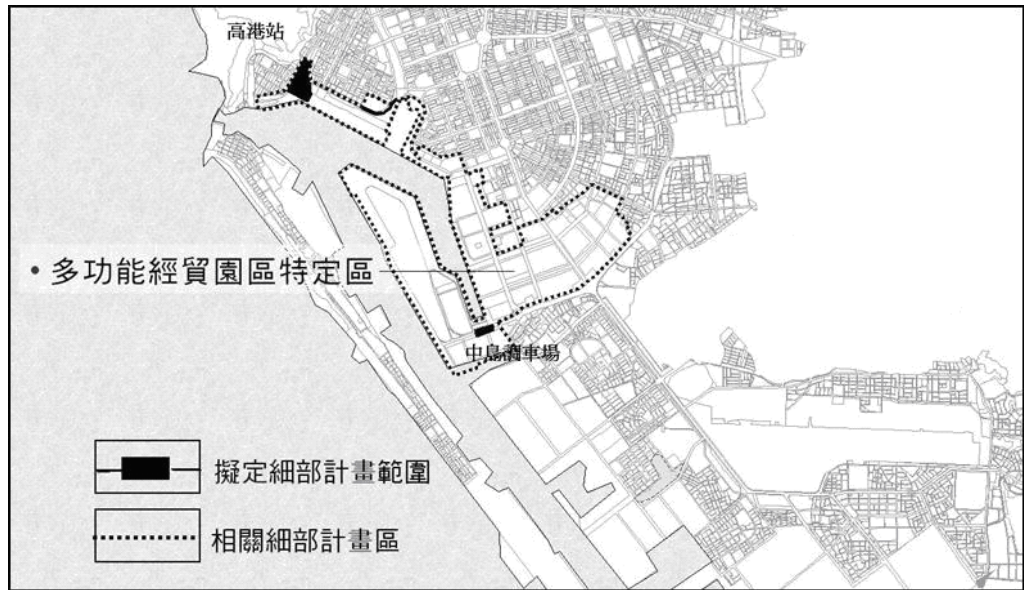 高港站
• 多功能經貿園區特定區
中島調車場
擬定細部計畫範圍
相關細部計畫區